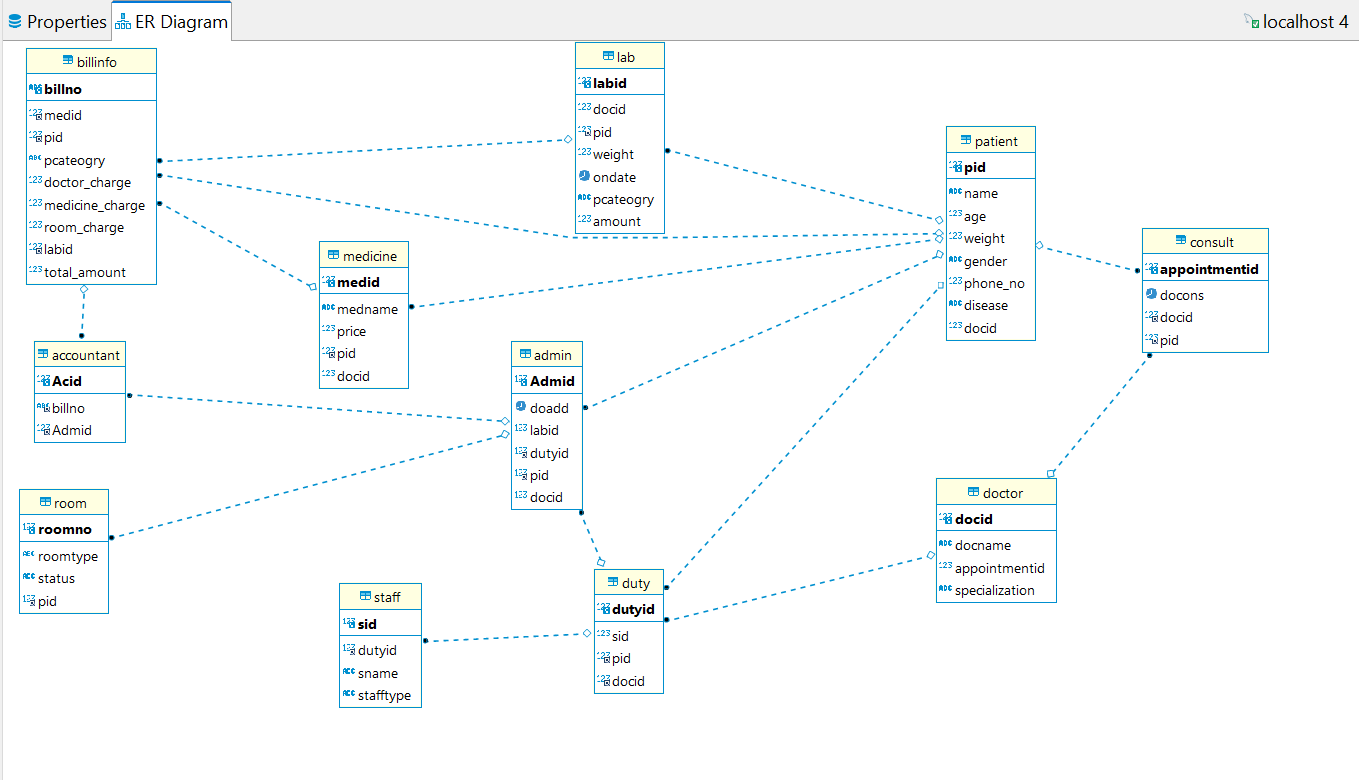 Properties
ER Diagram
localhost 4
billinfo
billno
medid
pid
pcateogry
doctor_charge
medicine_charge
room_charge
labid
total_amount
lab
labid
docid
pid
weight
ondate
pcateogry
amount
patient
pid
name
age
weight
gender
phone_no
disease
docid
consult
appointmentid
docons
docid
pid
medicine
medid
medname
price
pid
docid
accountant
Acid
billno
Admid
admin
Admid
doadd
labid
dutyid
pid
docid
room
roomno
roomtype
status
pid
doctor
docid
docname
appointmentid
specialization
staff
sid
dutyid
sname
stafftype
duty
dutyid
sid
pid
docid